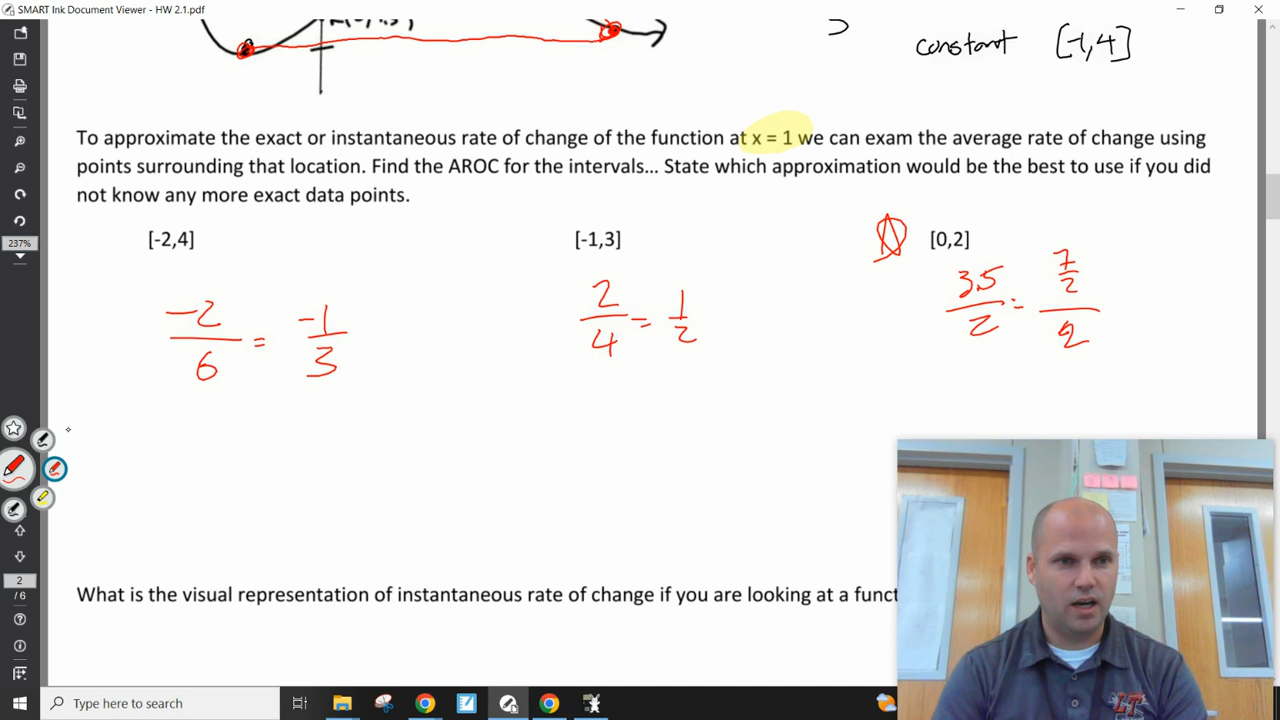 SMART Ink Document Viewer - HW 2.1.pdf
constant [-1,4]
To approximate the exact or instantaneous rate of change of the function at x = 1 we can exam the average rate of change using
points surrounding that location. Find the AROC for the intervals... State which approximation would be the best to use if you did
not know any more exact data points.
[-2,4] [-1,3] [0,2]
-2/6 = -1/3
2/4 = 1/2
3.5/2 = 7/2/2
237%
2
/ 6
What is the visual representation of instantaneous rate of change if you are looking at a funct
Type here to search